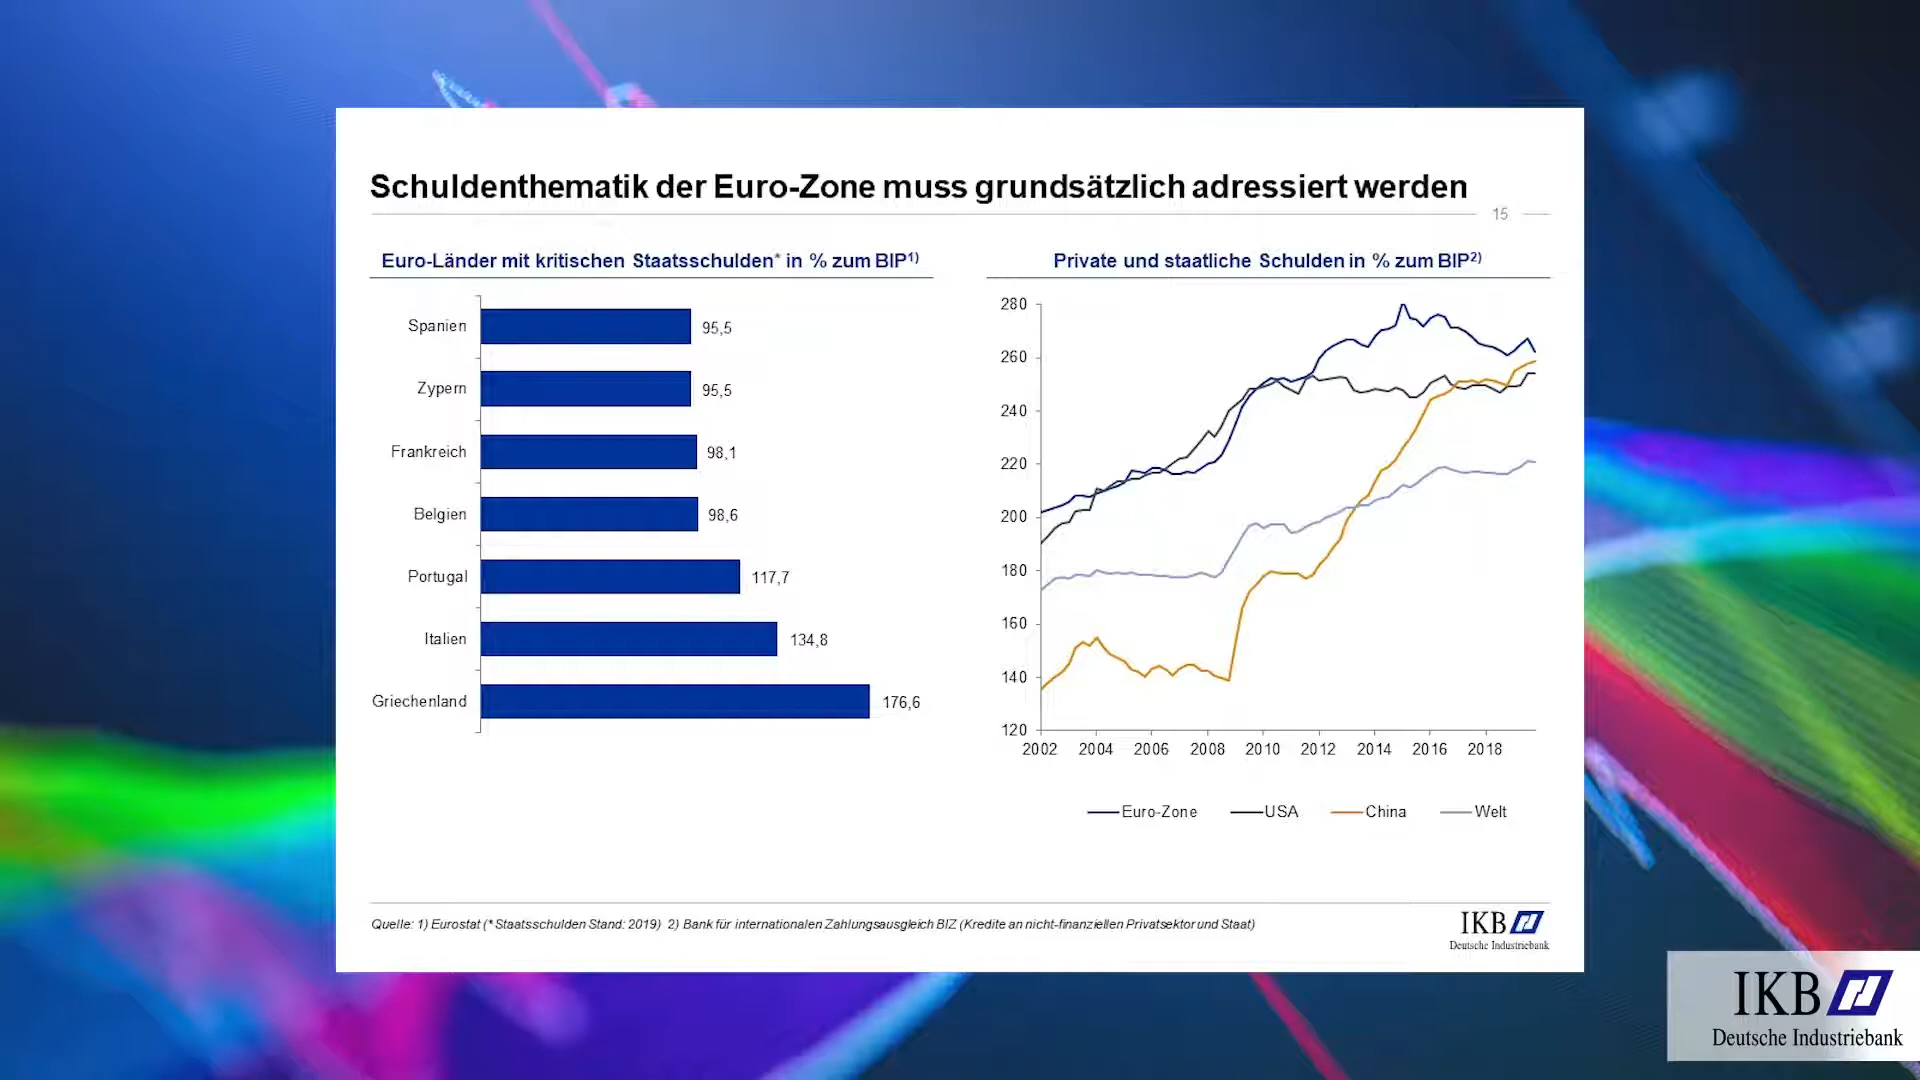 Schuldenthematik der Euro-Zone muss grundsätzlich adressiert werden
15
Euro-Länder mit kritischen Staatsschulden* in % zum BIP1)
Spanien 95,5
Zypern 95,5
Frankreich 98,1
Belgien 98,6
Portugal 117,7
Italien 134,8
Griechenland 176,6
Private und staatliche Schulden in % zum BIP2)
280
260
240
220
200
180
160
140
120
2002 2004 2006 2008 2010 2012 2014 2016 2018
Euro-Zone USA China Welt
Quelle: 1) Eurostat (* Staatsschulden Stand: 2019) 2) Bank für internationalen Zahlungsausgleich BIZ (Kredite an nicht-finanziellen Privatsektor und Staat)
IKB
Deutsche Industriebank
IKB
Deutsche Industriebank